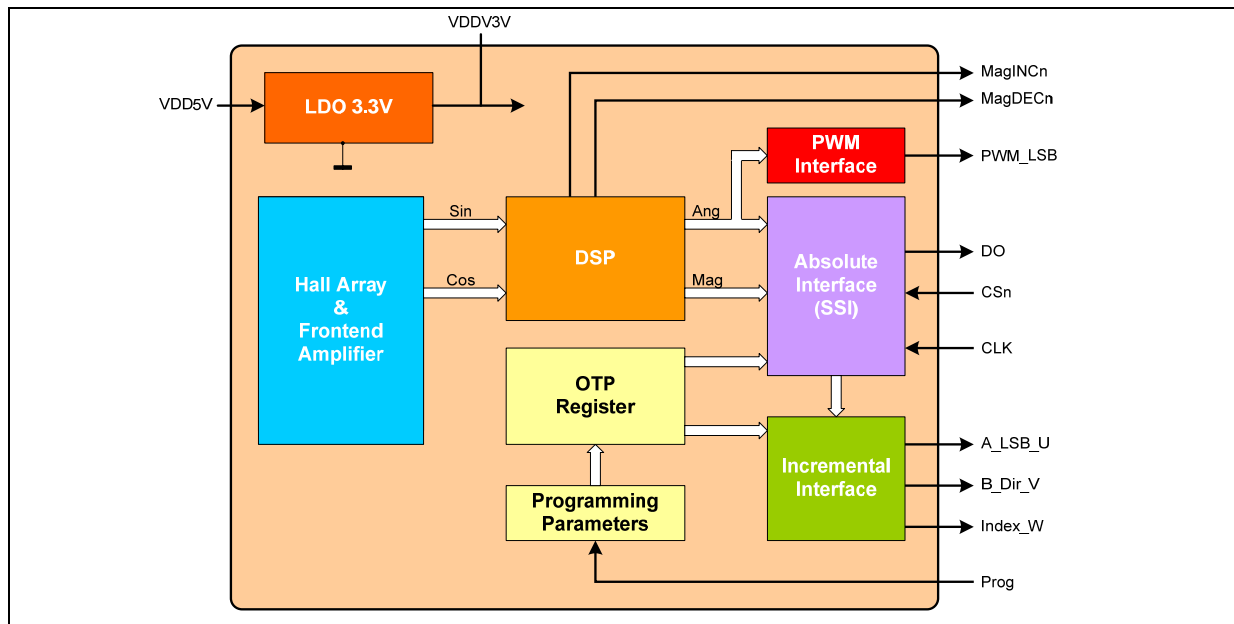 VDDV3V
MagINCn
VDD5V
LDO 3.3V
MagDECn
PWM
Interface
PWM_LSB
Sin
Ang
Hall Array
&
Frontend
Amplifier
Cos
DSP
Mag
Absolute
Interface
(SSI)
DO
CSn
CLK
OTP
Register
Incremental
Interface
A_LSB_U
B_Dir_V
Index_W
Programming
Parameters
Prog